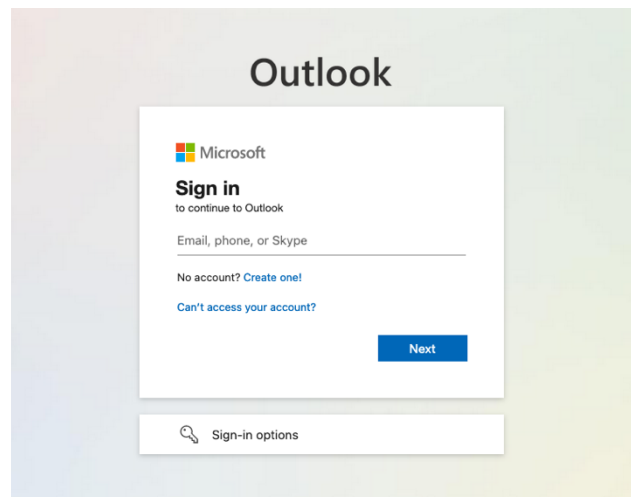 Outlook
Microsoft
Sign in
to continue to Outlook
Email, phone, or Skype
No account? Create one!
Can't access your account?
Next
Sign-in options